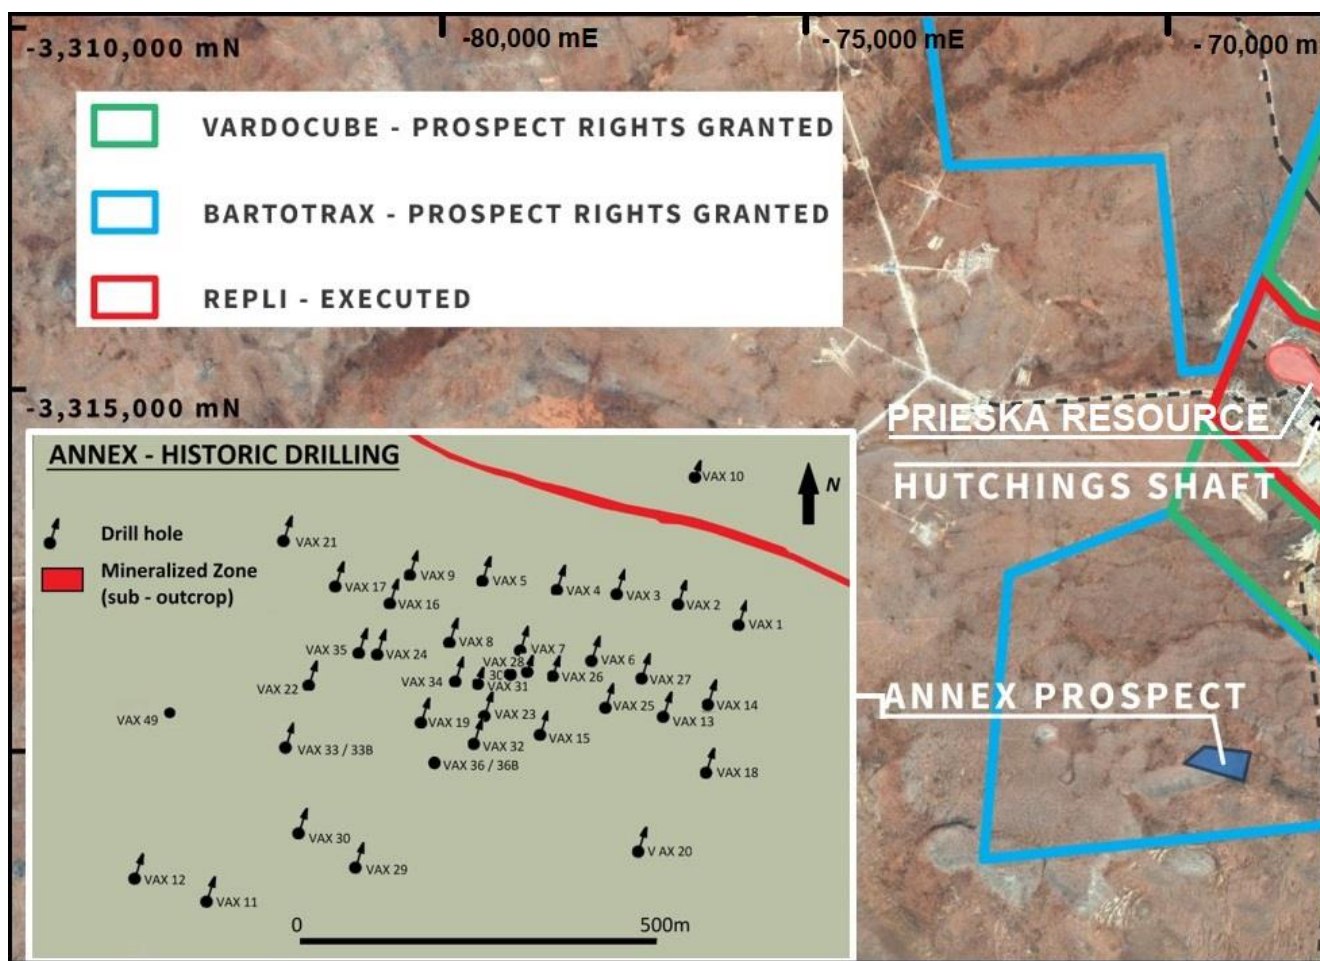 -80,000 mE
- 75,000 mE
- 70,000 m
-3,310,000 mN
VARDOCUBE - PROSPECT RIGHTS GRANTED
BARTOTRAX - PROSPECT RIGHTS GRANTED
REPLI - EXECUTED
-3,315,000 mN
PRIESKA RESOURCE
HUTCHINGS SHAFT
ANNEX PROSPECT
ANNEX - HISTORIC DRILLING
N
Drill hole
Mineralized Zone
(sub - outcrop)
VAX 10
VAX 21
VAX 17
VAX 9
VAX 5
VAX 4
VAX 3
VAX 2
VAX 16
VAX 1
VAX 35
VAX 24
VAX 8
VAX 7
VAX 28
VAX 6
VAX 22
VAX 34
3C
VAX 31
VAX 26
VAX 27
VAX 49
VAX 19
VAX 23
VAX 25
VAX 13
VAX 14
VAX 33 / 33B
VAX 32
VAX 15
VAX 36 / 36B
VAX 18
VAX 30
VAX 29
V AX 20
VAX 12
VAX 11
0
500m